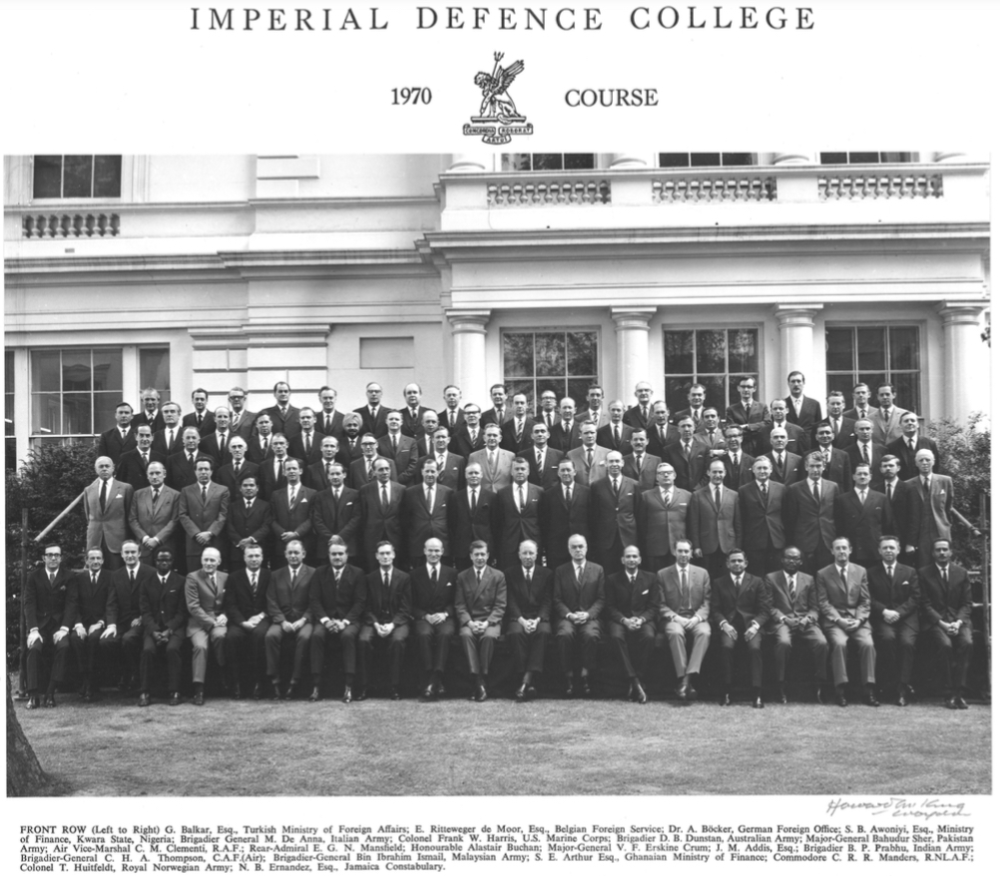 IMPERIAL DEFENCE COLLEGE
1970 COURSE
CONCORDIA ROBORAT
ARTUS
FRONT ROW (Left to Right) G. Balkar, Esq., Turkish Ministry of Foreign Affairs; E. Ritteweger de Moor, Esq., Belgian Foreign Service; Dr. A. Böcker, German Foreign Office; S. B. Awoniyi, Esq., Ministry
of Finance, Kwara State, Nigeria; Brigadier General M. De Anna, Italian Army; Colonel Frank W. Harris, U.S. Marine Corps; Brigadier D. B. Dunstan, Australian Army; Major-General Bahudur Sher, Pakistan
Army; Air Vice-Marshal C. M. Clementi, R.A.F.; Rear-Admiral E. G. N. Mansfield; Honourable Alastair Buchan; Major-General V. F. Erskine Crum; J. M. Addis, Esq.; Brigadier B. P. Prabhu, Indian Army;
Brigadier-General C. H. A. Thompson, C.A.F.(Air); Brigadier-General Bin Ibrahim Ismail, Malaysian Army; S. E. Arthur Esq., Ghanaian Ministry of Finance; Commodore C. R. R. Manders, R.NL.A.F.;
Colonel T. Huitfeldt, Royal Norwegian Army; N. B. Ernandez, Esq., Jamaica Constabulary.